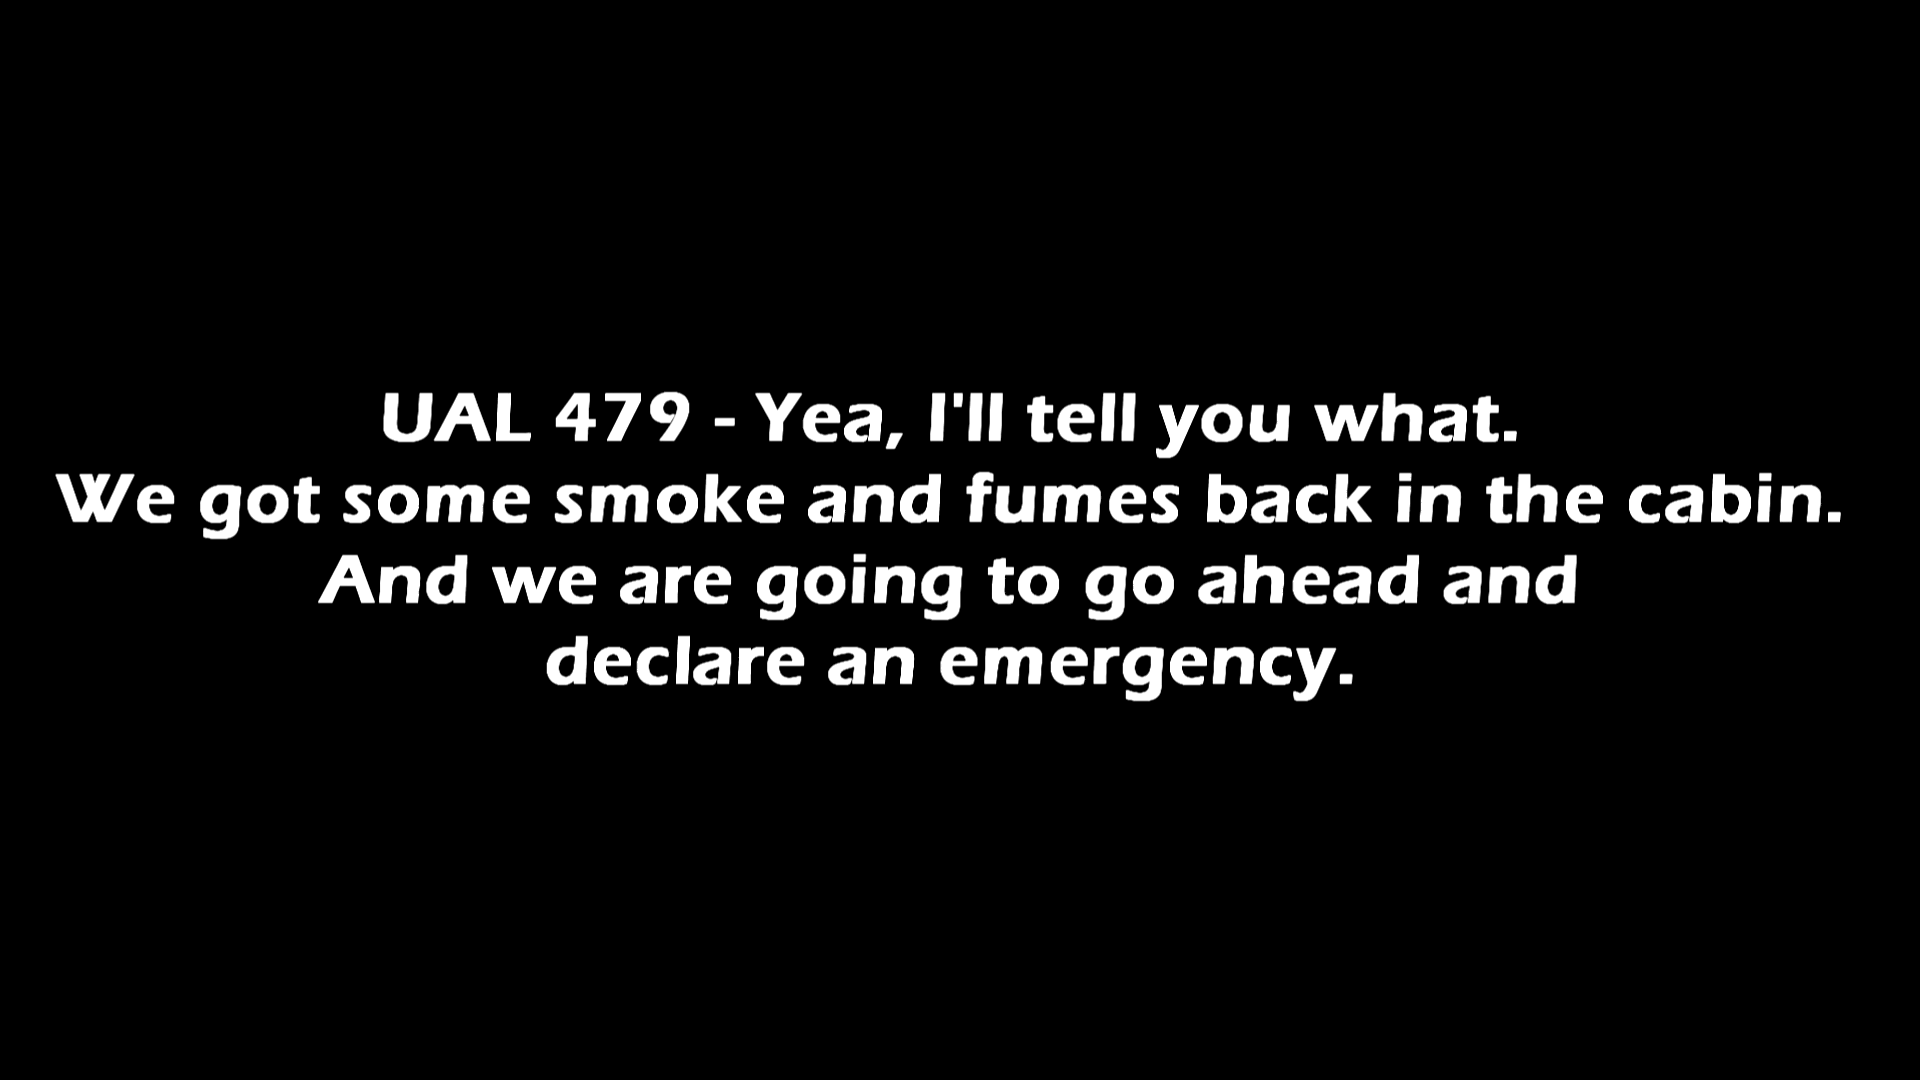 UAL 479 - Yea, I'll tell you what.
We got some smoke and fumes back in the cabin.
And we are going to go ahead and
declare an emergency.